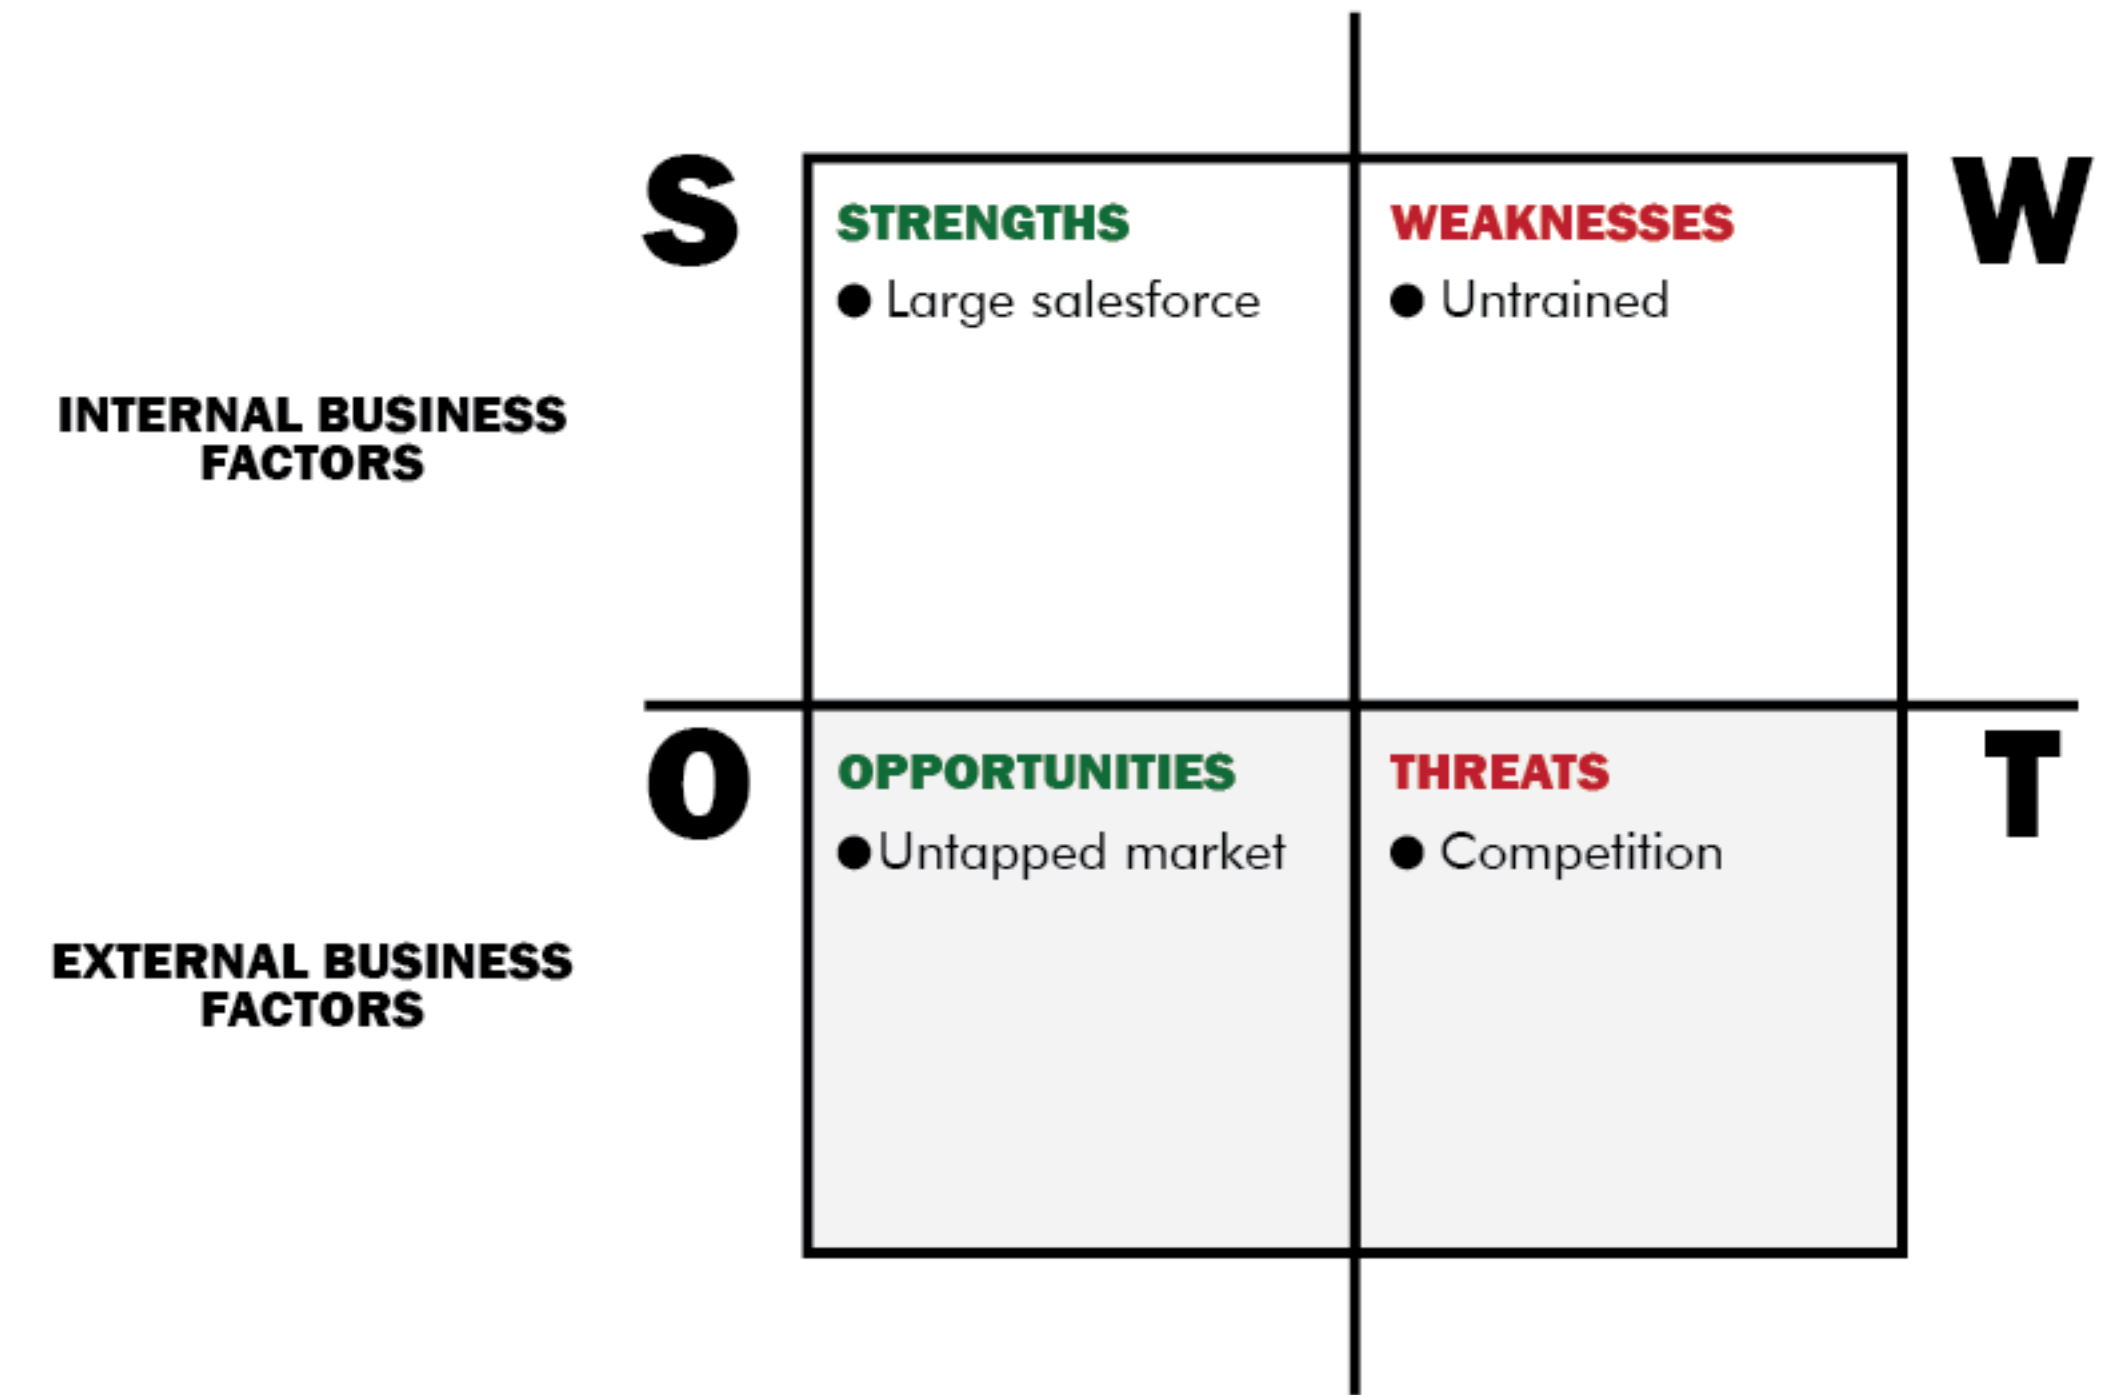 S
W
STRENGTHS
● Large salesforce
WEAKNESSES
● Untrained
INTERNAL BUSINESS
FACTORS
O
T
OPPORTUNITIES
● Untapped market
THREATS
● Competition
EXTERNAL BUSINESS
FACTORS